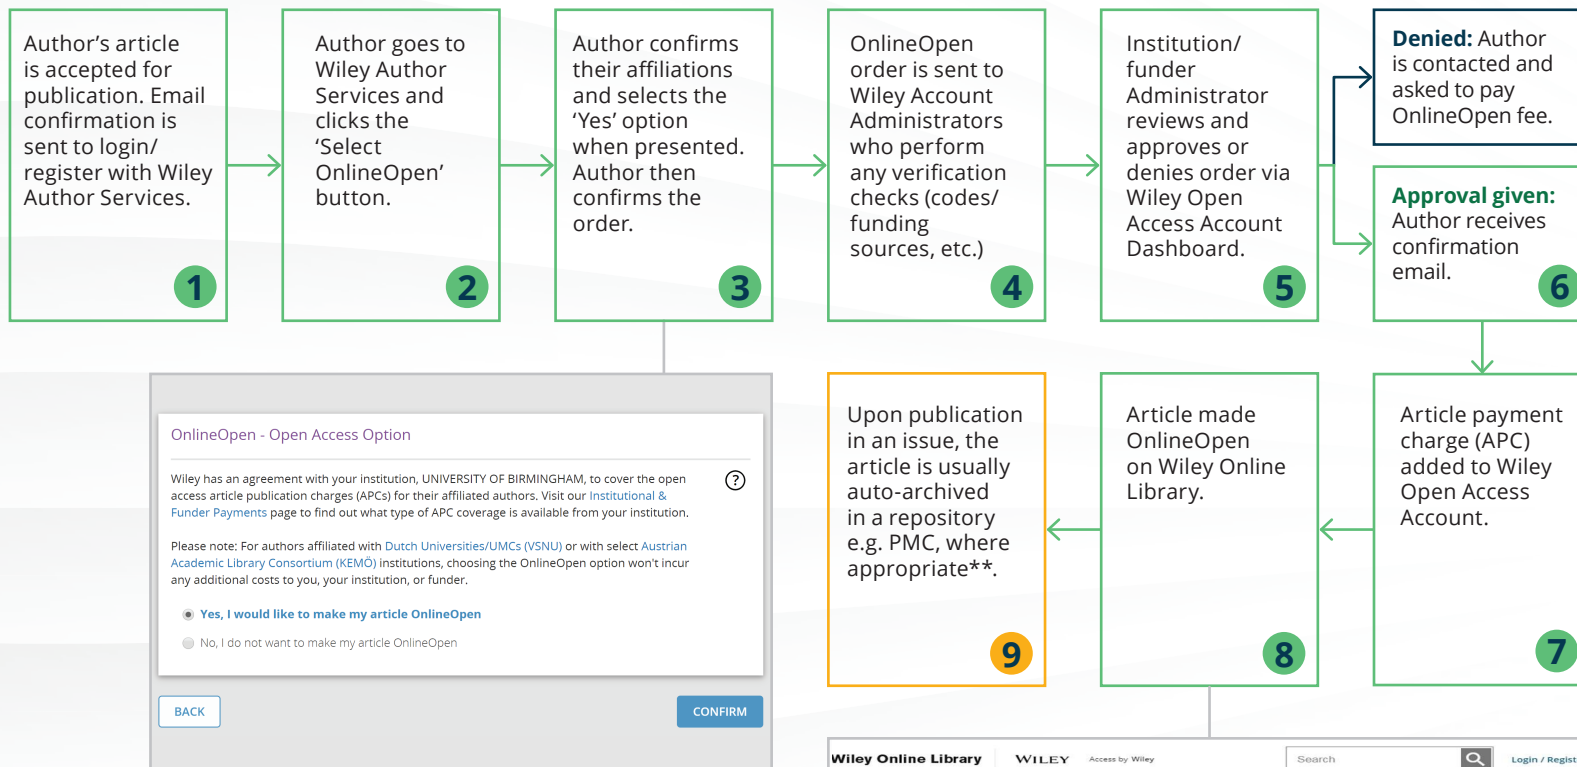 Author’s article
is accepted for
publication. Email
confirmation is
sent to login/
register with Wiley
Author Services.
1
Author goes to
Wiley Author
Services and
clicks the
‘Select
OnlineOpen’
button.
2
Author confirms
their affiliations
and selects the
‘Yes’ option
when presented.
Author then
confirms the
order.
3
OnlineOpen
order is sent to
Wiley Account
Administrators
who perform
any verification
checks (codes/
funding
sources, etc.)
4
Institution/
funder
Administrator
reviews and
approves or
denies order via
Wiley Open
Access Account
Dashboard.
5
Denied: Author
is contacted and
asked to pay
OnlineOpen fee.
Approval given:
Author receives
confirmation
email.
6
Article payment
charge (APC)
added to Wiley
Open Access
Account.
7
Article made
OnlineOpen
on Wiley Online
Library.
8
Upon publication
in an issue, the
article is usually
auto-archived
in a repository
e.g. PMC, where
appropriate**.
9
OnlineOpen - Open Access Option
Wiley has an agreement with your institution, UNIVERSITY OF BIRMINGHAM, to cover the open
access article publication charges (APCs) for their affiliated authors. Visit our Institutional &
Funder Payments page to find out what type of APC coverage is available from your institution.
?
Please note: For authors affiliated with Dutch Universities/UMCs (VSNU) or with select Austrian
Academic Library Consortium (KEMÖ) institutions, choosing the OnlineOpen option won't incur
any additional costs to you, your institution, or funder.
Yes, I would like to make my article OnlineOpen
No, I do not want to make my article OnlineOpen
BACK
CONFIRM
Wiley Online Library
WILEY
Access by Wiley
Search
Login / Regist